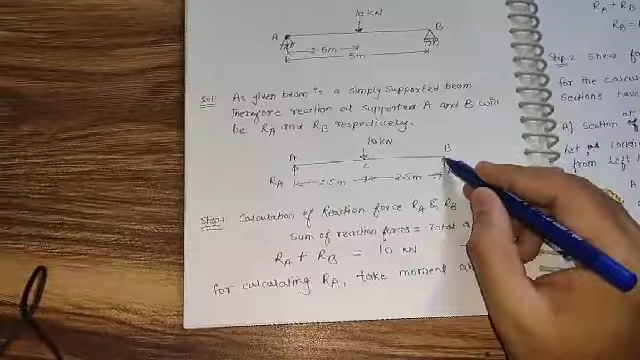 10 KN
A
B
2.5m
5m
Sol:- As given beam is a simply supported beam
Therefore reaction at supported A and B will
be RA and RB respectively.
10 KN
A
B
C
RA
2.5m
2.5m
Step-1 Calculation of Reaction force RA & RB
Sum of reaction forces = Total
RA + RB = 10 KN
for calculating RA, take moment
RA + RB
RB =
Step-2 Shear
for the calcul
sections have
A) section
at
from left